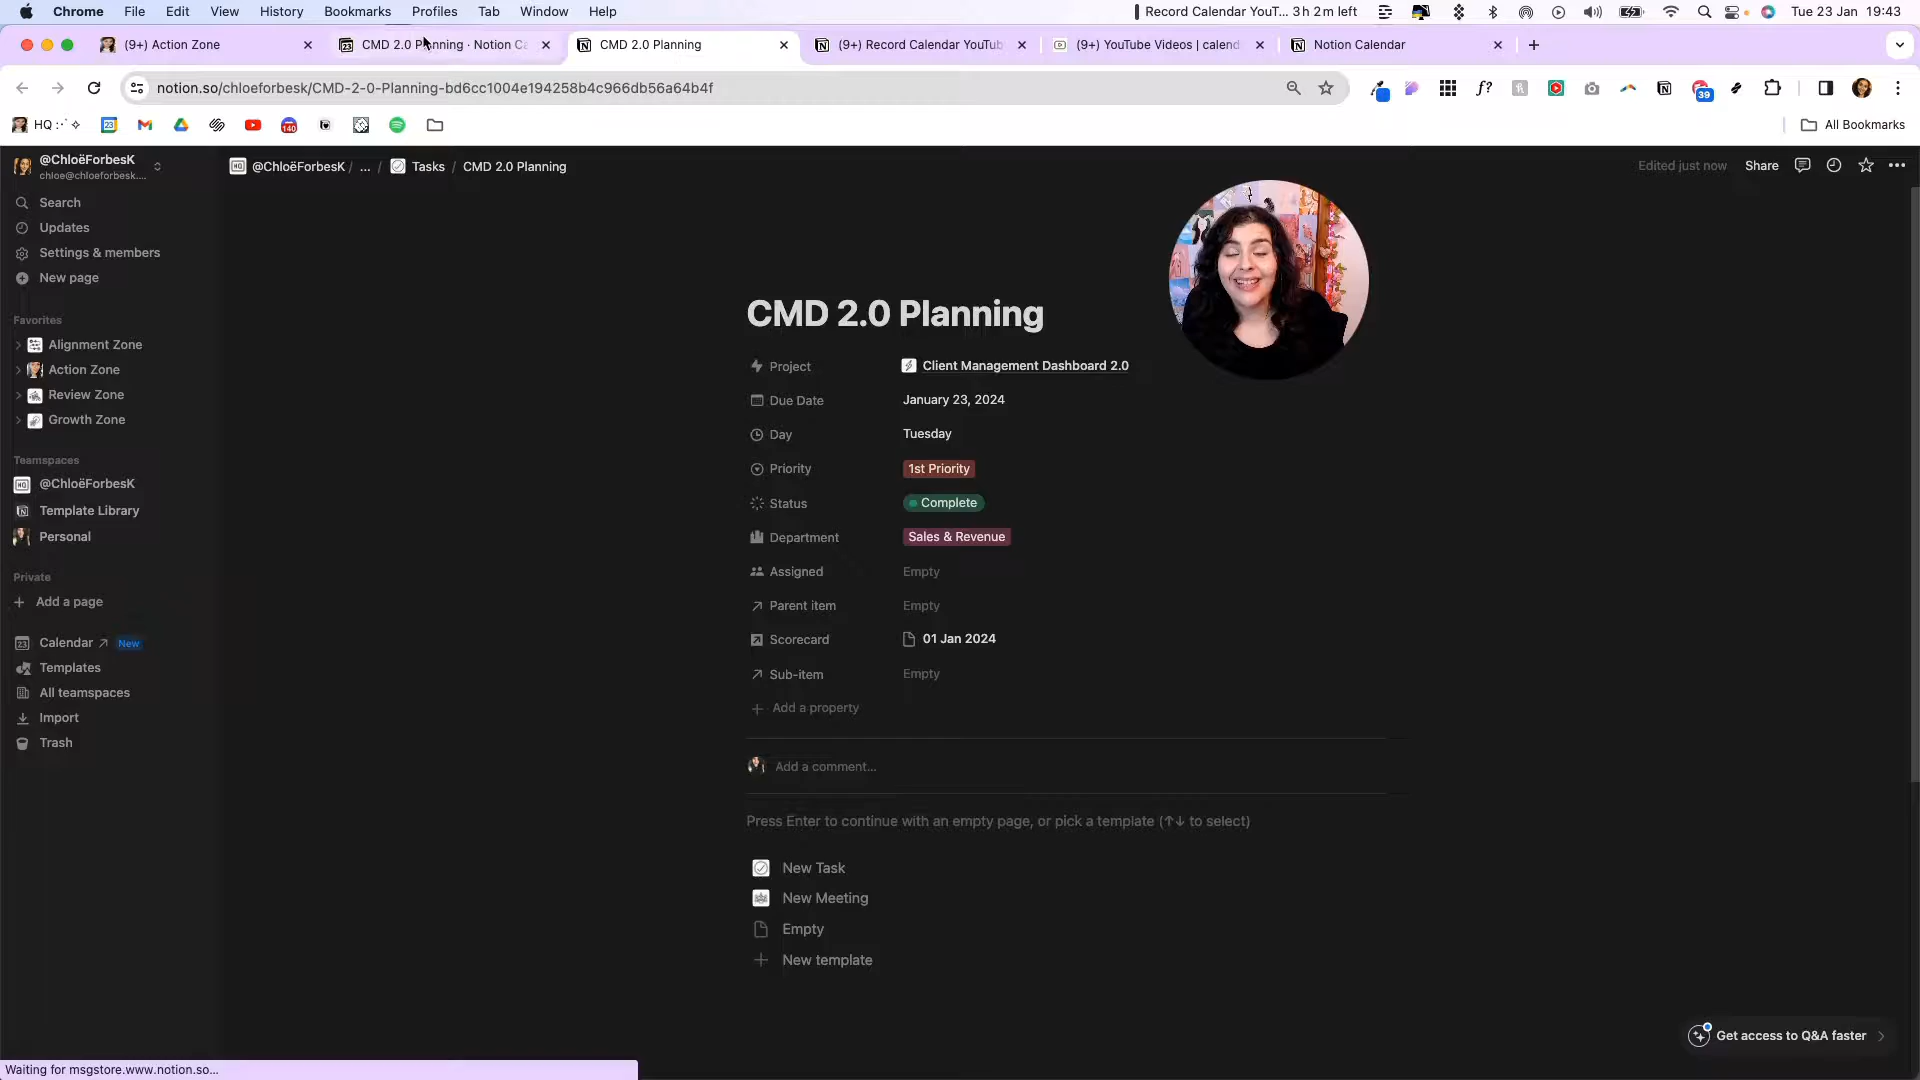 Chrome File Edit View History Bookmarks Profiles Tab Window Help
Record Calendar YouT... 3 h 2 m left
Tue 23 Jan 19:43
(9+) Action Zone
CMD 2.0 Planning · Notion Ca
CMD 2.0 Planning
(9+) Record Calendar YouTub
(9+) YouTube Videos | calend
Notion Calendar
notion.so/chloeforbesk/CMD-2-0-Planning-bd6cc1004e194258b4c966db56a64b4f
f?
39
HQ
23
140
All Bookmarks
@ChloëForbesK
chloe@chloeforbesk....
HQ @ChloëForbesK / ... / Tasks / CMD 2.0 Planning
Edited just now
Share
Search
Updates
Settings & members
New page
Favorites
Alignment Zone
Action Zone
Review Zone
Growth Zone
Teamspaces
HQ @ChloëForbesK
Template Library
Personal
Private
Add a page
23 Calendar ↗ New
Templates
All teamspaces
Import
Trash
CMD 2.0 Planning
Project Client Management Dashboard 2.0
Due Date January 23, 2024
Day Tuesday
Priority 1st Priority
Status Complete
Department Sales & Revenue
Assigned Empty
Parent item Empty
Scorecard 01 Jan 2024
Sub-item Empty
Add a property
Add a comment...
Press Enter to continue with an empty page, or pick a template (↑↓ to select)
New Task
New Meeting
Empty
New template
Get access to Q&A faster
Waiting for msgstore.www.notion.so...